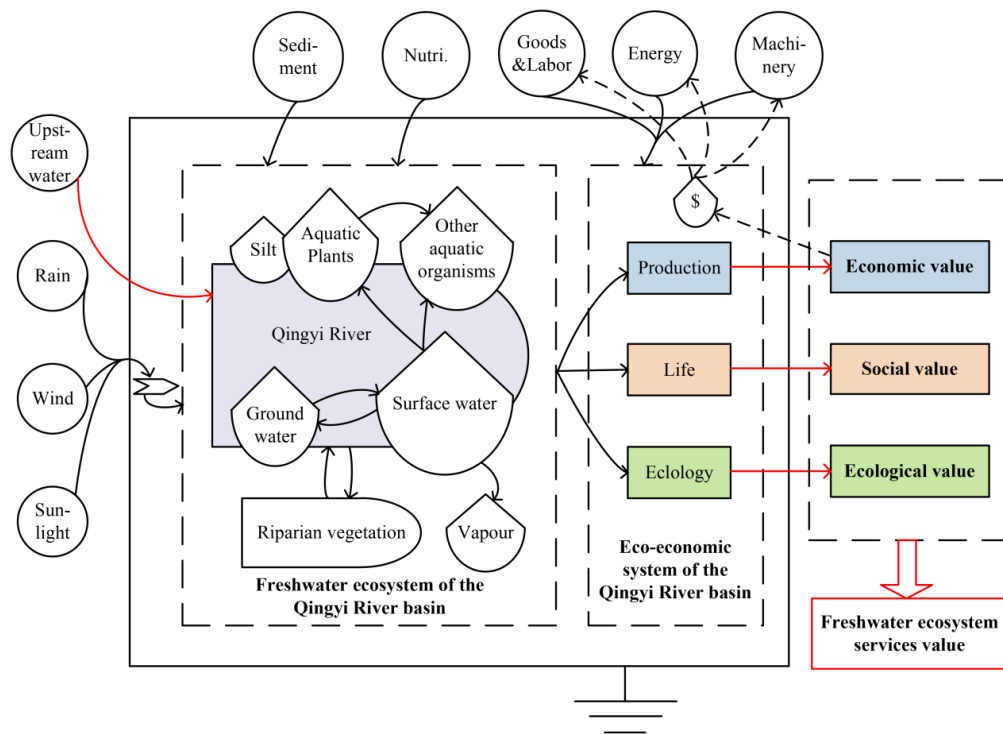 Sedi-
ment
Nutri.
Goods
&Labor
Energy
Machi-
nery
Upst-
ream
water
Rain
Wind
Sun-
light
Silt
Aquatic
Plants
Other
aquatic
organisms
Qingyi River
Ground
water
Surface water
Riparian vegetation
Vapour
Freshwater ecosystem of the
Qingyi River basin
$
Production
Life
Eclology
Eco-economic
system of the
Qingyi River basin
Economic value
Social value
Ecological value
Freshwater ecosystem
services value